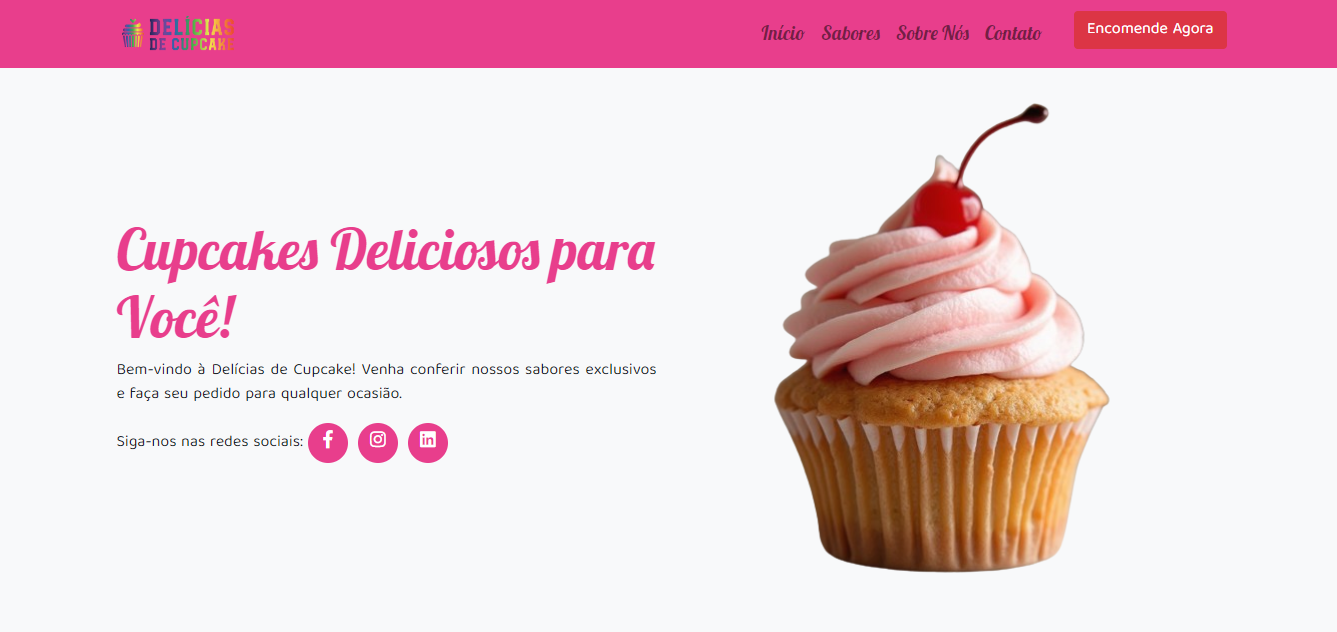 DELÍCIAS
DE CUPCAKE
Início Sabores Sobre Nós Contato Encomende Agora
Cupcakes Deliciosos para
Você!
Bem-vindo à Delícias de Cupcake! Venha conferir nossos sabores exclusivos
e faça seu pedido para qualquer ocasião.
Siga-nos nas redes sociais: